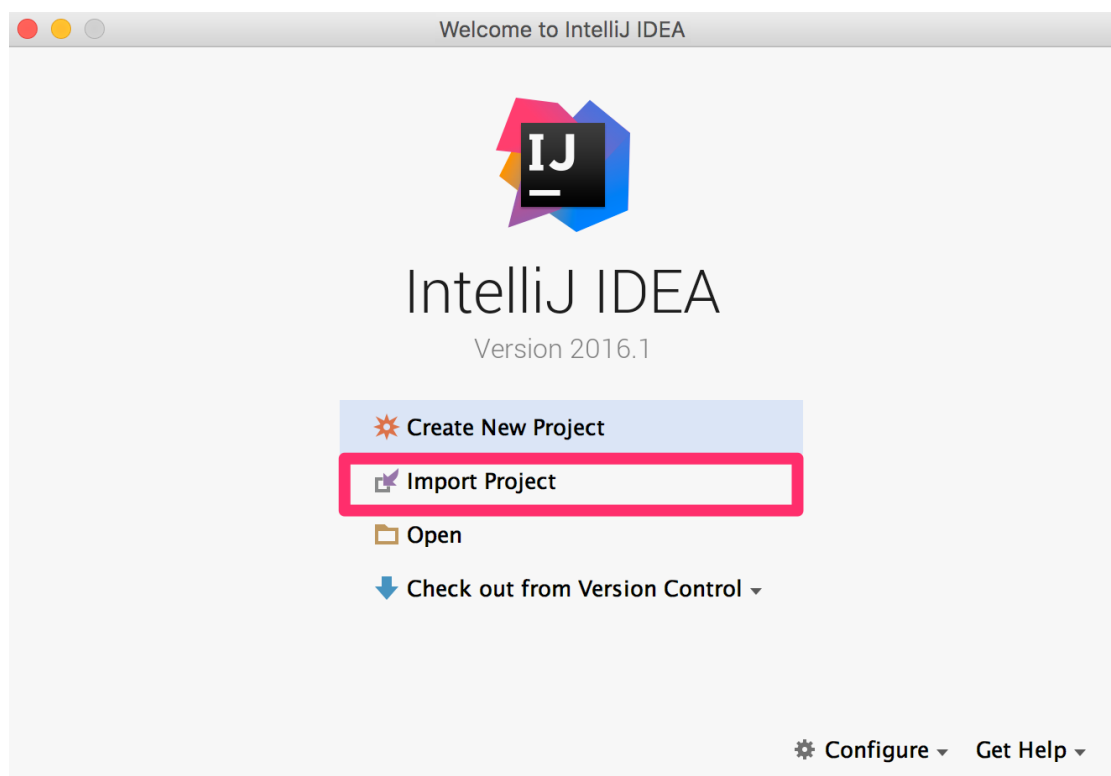 Welcome to IntelliJ IDEA
IJ
IntelliJ IDEA
Version 2016.1
Create New Project
Import Project
Open
Check out from Version Control
Configure Get Help